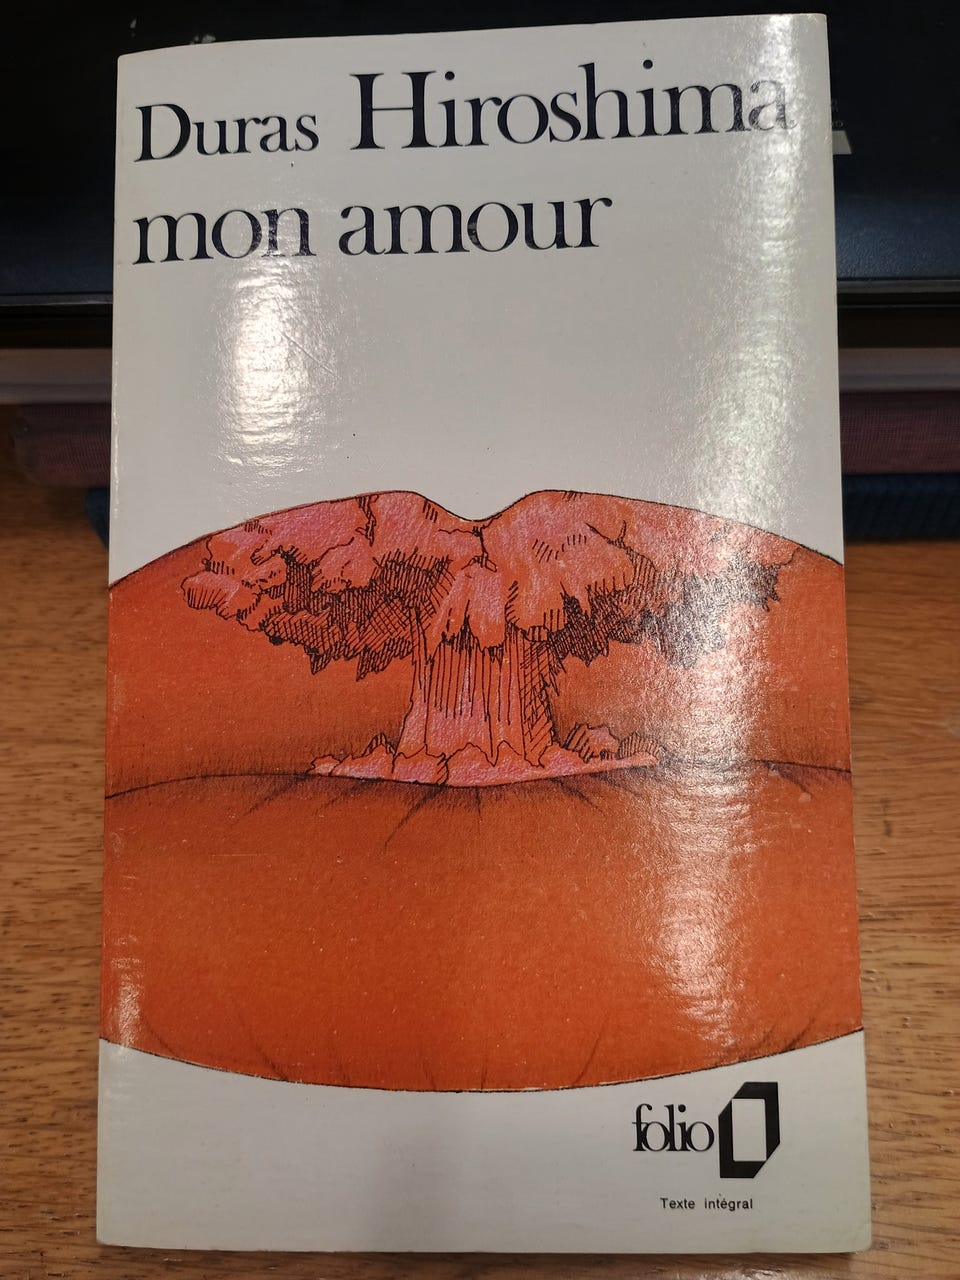 Duras Hiroshima
mon amour
folio
Texte intégral